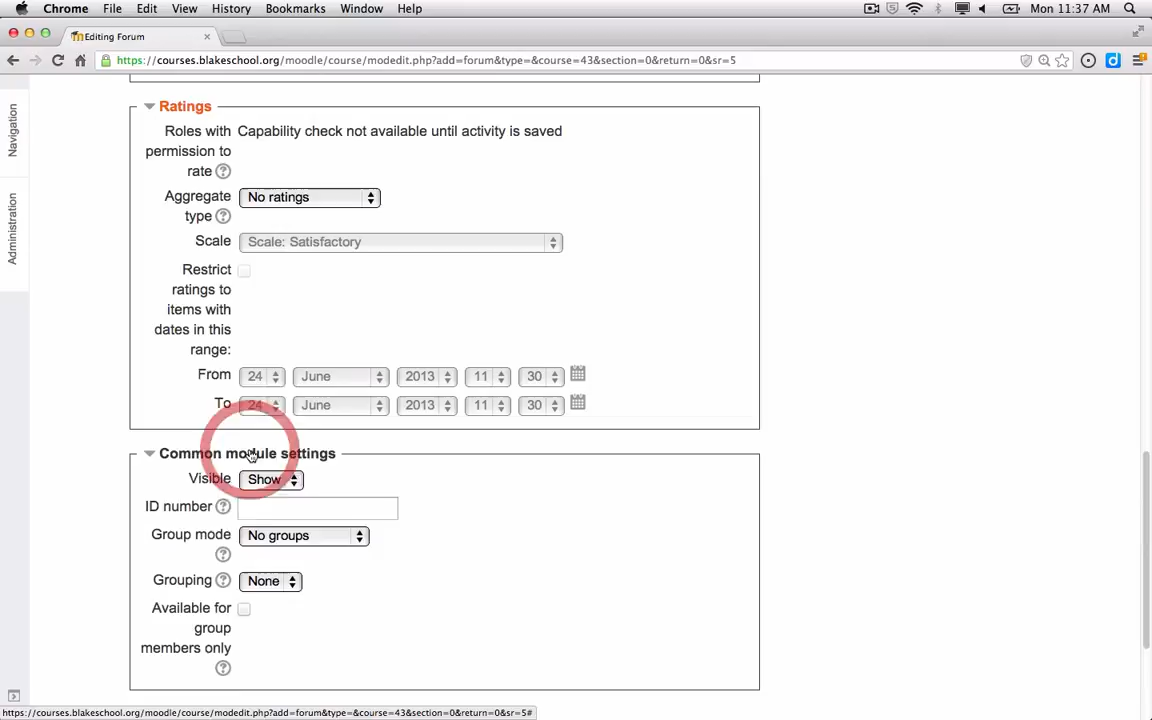 Chrome File Edit View History Bookmarks Window Help Mon 11:37 AM
Editing Forum
https://courses.blakeschool.org/moodle/course/modedit.php?add=forum&type=&course=43&section=0&return=0&sr=5
Navigation
Administration
Ratings
Roles with Capability check not available until activity is saved
permission to
rate
Aggregate No ratings
type
Scale Scale: Satisfactory
Restrict
ratings to
items with
dates in this
range:
From 24 June 2013 11 30
To 24 June 2013 11 30
Common module settings
Visible Show
ID number
Group mode No groups
Grouping None
Available for
group
members only
https://courses.blakeschool.org/moodle/course/modedit.php?add=forum&type=&course=43&section=0&return=0&sr=5#